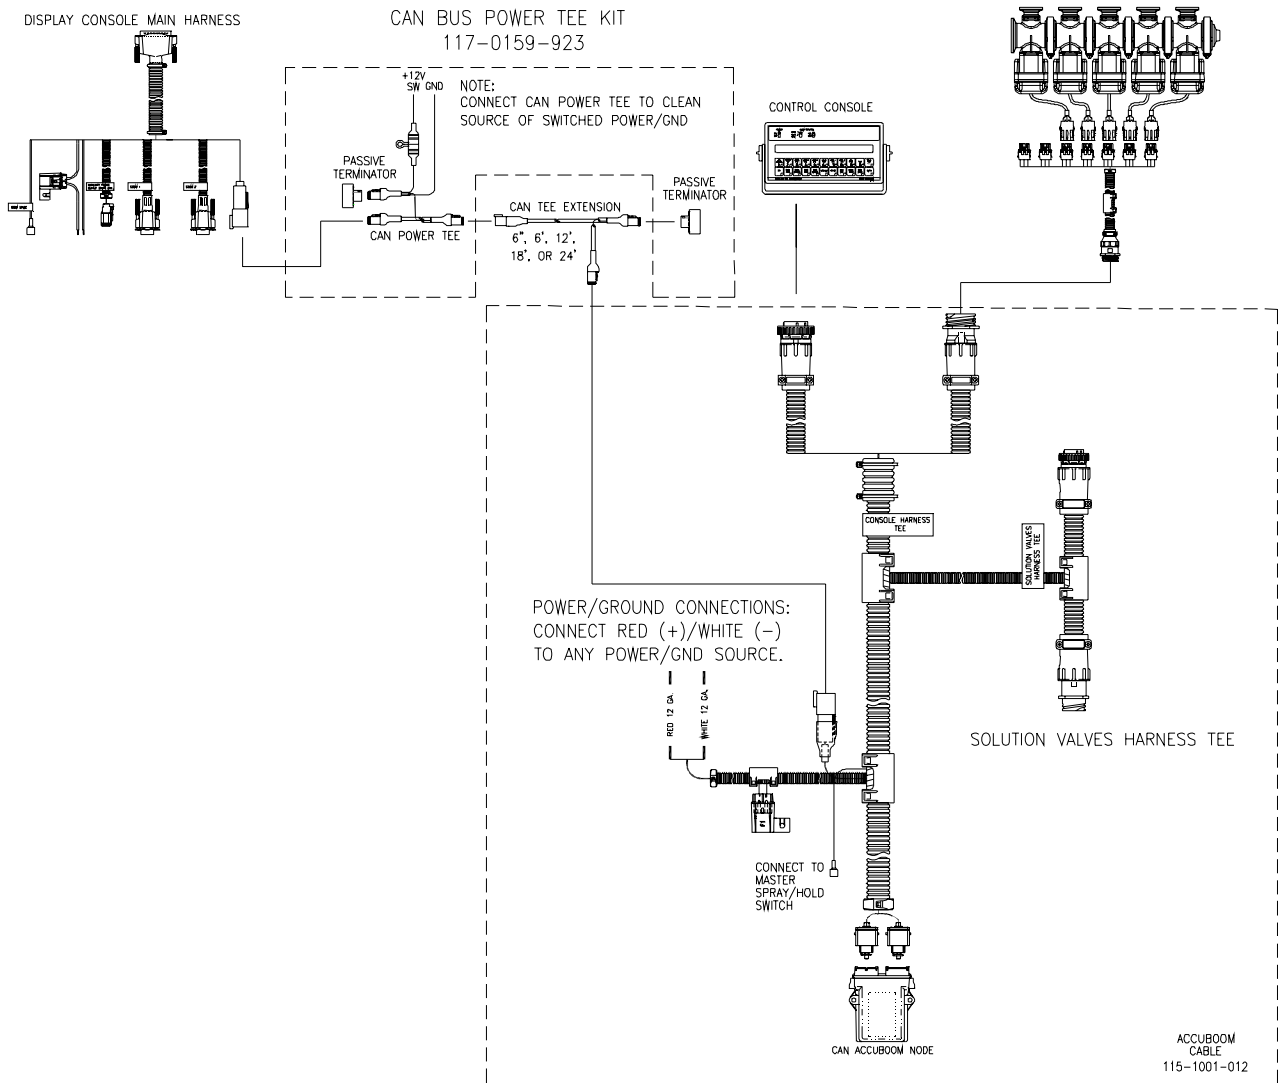 DISPLAY CONSOLE MAIN HARNESS
CAN BUS POWER TEE KIT
117-0159-923
+12V
SW GND
NOTE:
CONNECT CAN POWER TEE TO CLEAN
SOURCE OF SWITCHED POWER/GND
PASSIVE
TERMINATOR
CAN POWER TEE
CAN TEE EXTENSION
6", 6', 12',
18', OR 24'
PASSIVE
TERMINATOR
CONTROL CONSOLE
CONSOLE HARNESS
TEE
SOLUTION VALVES
HARNESS TEE
POWER/GROUND CONNECTIONS:
CONNECT RED (+)/WHITE (-)
TO ANY POWER/GND SOURCE.
RED 12 GA.
WHITE 12 GA.
SOLUTION VALVES HARNESS TEE
F1
CONNECT TO
MASTER
SPRAY/HOLD
SWITCH
CAN ACCUBOOM NODE
ACCUBOOM
CABLE
115-1001-012